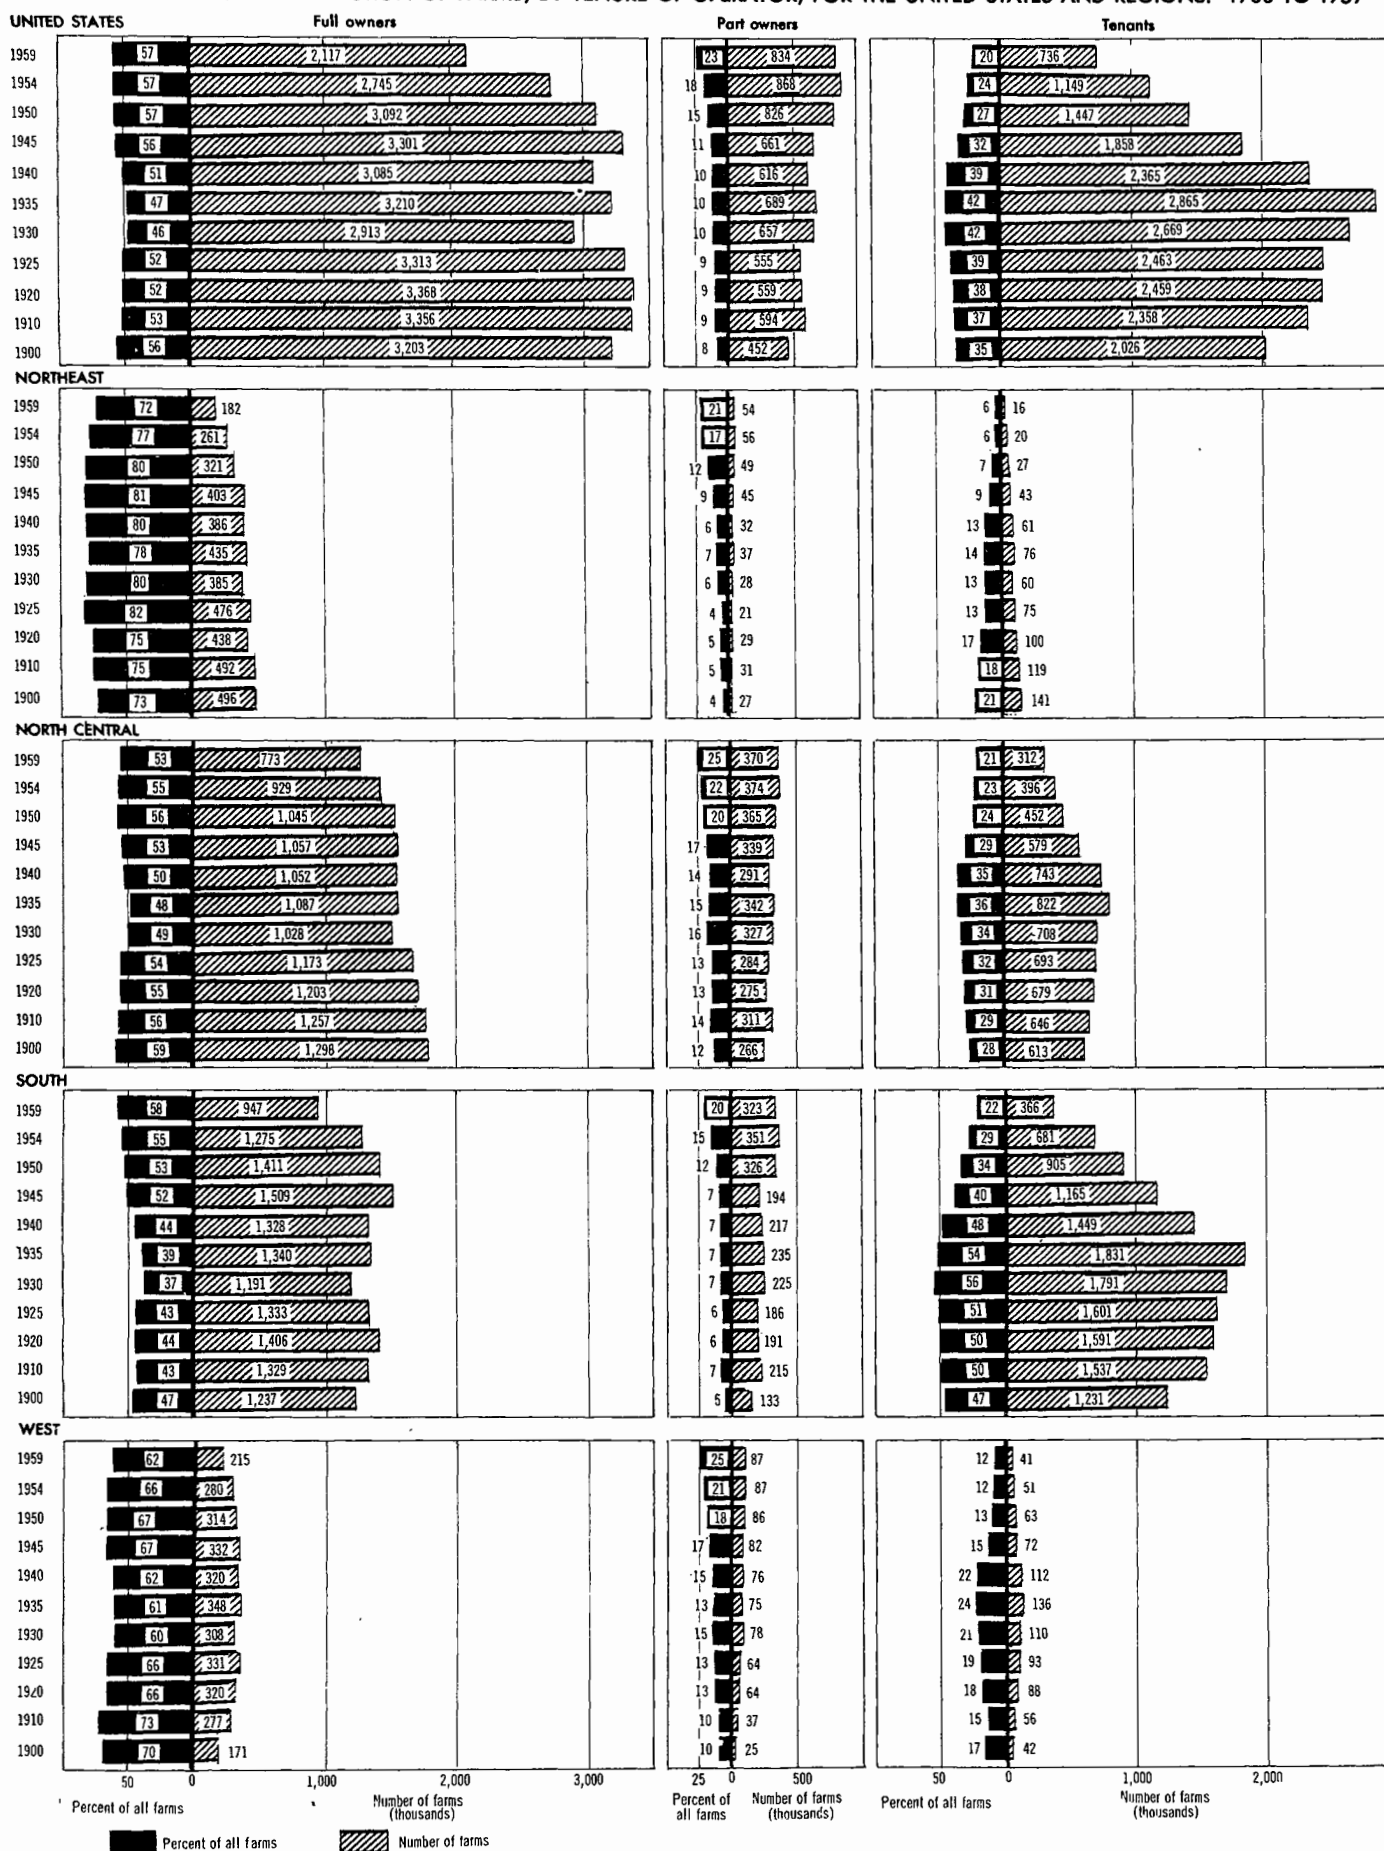 BY TENURE OF OPERATOR, FOR THE UNITED STATES AND REGIONS: 1900 TO 1959
UNITED STATES Full owners Part owners Tenants
1959 57 2,117 23 834 20 736
1954 57 2,745 18 868 24 1,149
1950 57 3,092 15 826 27 1,447
1945 56 3,301 11 661 32 1,858
1940 51 3,085 10 616 39 2,365
1935 47 3,210 10 689 42 2,865
1930 46 2,913 10 657 42 2,669
1925 52 3,313 9 555 39 2,463
1920 52 3,368 9 559 38 2,459
1910 53 3,356 9 594 37 2,358
1900 56 3,203 8 452 35 2,026
NORTHEAST
1959 72 182 21 54 6 16
1954 77 261 17 56 6 20
1950 80 321 12 49 7 27
1945 81 403 9 45 9 43
1940 80 386 6 32 13 61
1935 78 435 7 37 14 76
1930 80 385 6 28 13 60
1925 82 476 4 21 13 75
1920 75 438 5 29 17 100
1910 75 492 5 31 18 119
1900 73 496 4 27 21 141
NORTH CENTRAL
1959 53 773 25 370 21 312
1954 55 929 22 374 23 396
1950 56 1,045 20 365 24 452
1945 53 1,057 17 339 29 579
1940 50 1,052 14 291 35 743
1935 48 1,087 15 342 36 822
1930 49 1,028 16 327 34 708
1925 54 1,173 13 284 32 693
1920 55 1,203 13 275 31 679
1910 56 1,257 14 311 29 646
1900 59 1,298 12 266 28 613
SOUTH
1959 58 947 20 323 22 366
1954 55 1,275 15 351 29 681
1950 53 1,411 12 326 34 905
1945 52 1,509 7 194 40 1,165
1940 44 1,328 7 217 48 1,449
1935 39 1,340 7 235 54 1,831
1930 37 1,191 7 225 56 1,791
1925 43 1,333 6 186 51 1,601
1920 44 1,406 6 191 50 1,591
1910 43 1,329 7 215 50 1,537
1900 47 1,237 5 133 47 1,231
WEST
1959 62 215 25 87 12 41
1954 66 280 21 87 12 51
1950 67 314 18 86 13 63
1945 67 332 17 82 15 72
1940 62 320 15 76 22 112
1935 61 348 13 75 24 136
1930 60 308 15 78 21 110
1925 66 331 13 64 19 93
1920 66 320 13 64 18 88
1910 73 277 10 37 15 56
1900 70 171 10 25 17 42
50 0 1,000 2,000 3,000 25 0 500 50 0 1,000 2,000
Percent of all farms Number of farms (thousands) Percent of all farms Number of farms (thousands) Percent of all farms Number of farms (thousands)
Percent of all farms Number of farms